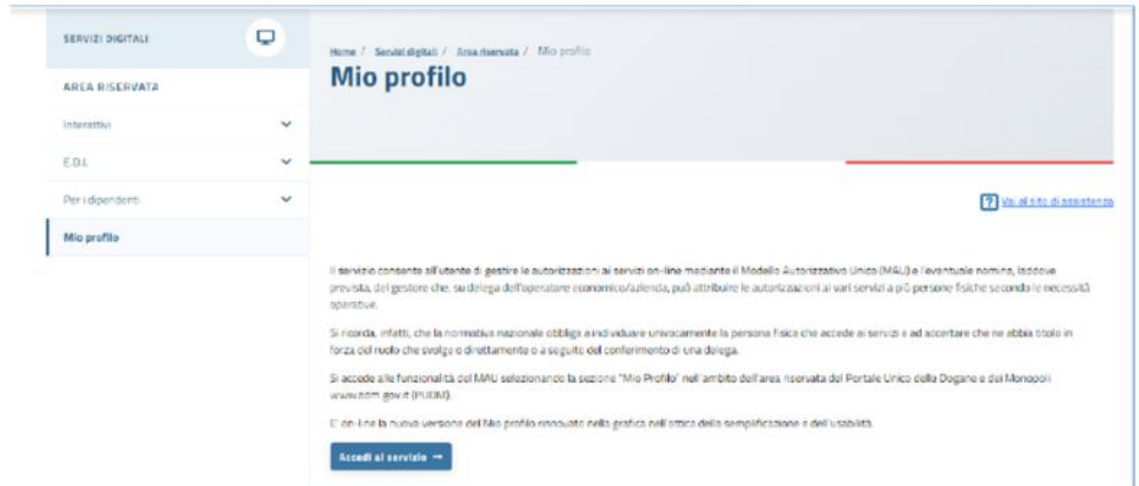 SERVIZI DIGITALI
AREA RISERVATA
Interattivi
E.D.I.
Per i dipendenti
Mio profilo
Home / Servizi digitali / Area riservata / Mio profilo
Mio profilo
? Vai al sito di assistenza
Il servizio consente all'utente di gestire le autorizzazioni ai servizi on-line mediante il Modello Autorizzativo Unico (MAU) e l'eventuale nomina, laddove
prevista, del gestore che, su delega dell'operatore economico/azienda, può attribuire le autorizzazioni ai vari servizi a più persone fisiche secondo le necessità
operative.
Si ricorda, infatti, che la normativa nazionale obbliga a individuare univocamente la persona fisica che accede ai servizi e ad accertare che ne abbia titolo in
forza del ruolo che svolge o direttamente o a seguito del conferimento di una delega.
Si accede alle funzionalità del MAU selezionando la sezione "Mio Profilo" nell'ambito dell'area riservata del Portale Unico delle Dogane e dei Monopoli
www.adm.gov.it (PUDM).
E' on-line la nuova versione del Mio profilo rinnovato nella grafica nell'ottica della semplificazione e dell'usabilità.
Accedi al servizio →